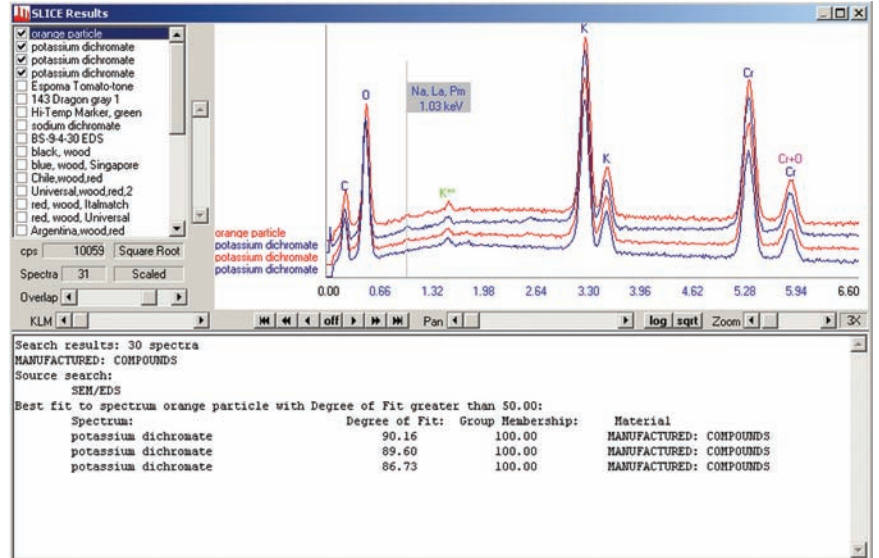 SLICE Results
orange particle
potassium dichromate
potassium dichromate
potassium dichromate
Espoma Tomato-tone
143 Dragon gray 1
Hi-Temp Marker, green
sodium dichromate
BS-9-4-30 EDS
black, wood
blue, wood, Singapore
Chile,wood,red
Universal,wood,red,2
red, wood, Italmatch
red, wood, Universal
Argentina,wood,red
cps 10059 Square Root
Spectra 31 Scaled
Overlap
KLM
C
O
Na, La, Pm
1.03 keV
K**
K
K
Cr
Cr+O
Cr
orange particle
potassium dichromate
potassium dichromate
potassium dichromate
0.00 0.66 1.32 1.98 2.64 3.30 3.96 4.62 5.28 5.94 6.60
off Pan log sqrt Zoom 3X
Search results: 30 spectra
MANUFACTURED: COMPOUNDS
Source search:
SEM/EDS
Best fit to spectrum orange particle with Degree of Fit greater than 50.00:
Spectrum: Degree of Fit: Group Membership: Material
potassium dichromate 90.16 100.00 MANUFACTURED: COMPOUNDS
potassium dichromate 89.60 100.00 MANUFACTURED: COMPOUNDS
potassium dichromate 86.73 100.00 MANUFACTURED: COMPOUNDS